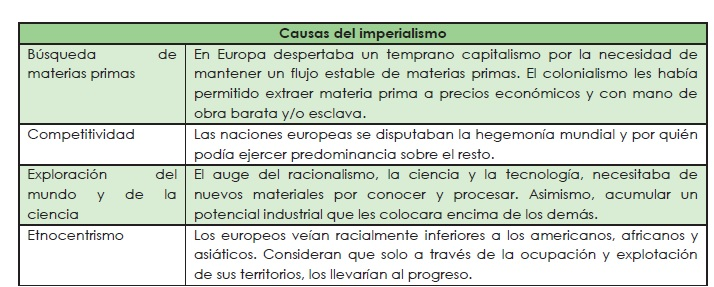 Causas del imperialismo
Búsqueda de
materias primas
En Europa despertaba un temprano capitalismo por la necesidad de
mantener un flujo estable de materias primas. El colonialismo les había
permitido extraer materia prima a precios económicos y con mano de
obra barata y/o esclava.
Competitividad
Las naciones europeas se disputaban la hegemonía mundial y por quién
podía ejercer predominancia sobre el resto.
Exploración del
mundo y de la
ciencia
El auge del racionalismo, la ciencia y la tecnología, necesitaba de
nuevos materiales por conocer y procesar. Asimismo, acumular un
potencial industrial que les colocara encima de los demás.
Etnocentrismo
Los europeos veían racialmente inferiores a los americanos, africanos y
asiáticos. Consideran que solo a través de la ocupación y explotación
de sus territorios, los llevarían al progreso.